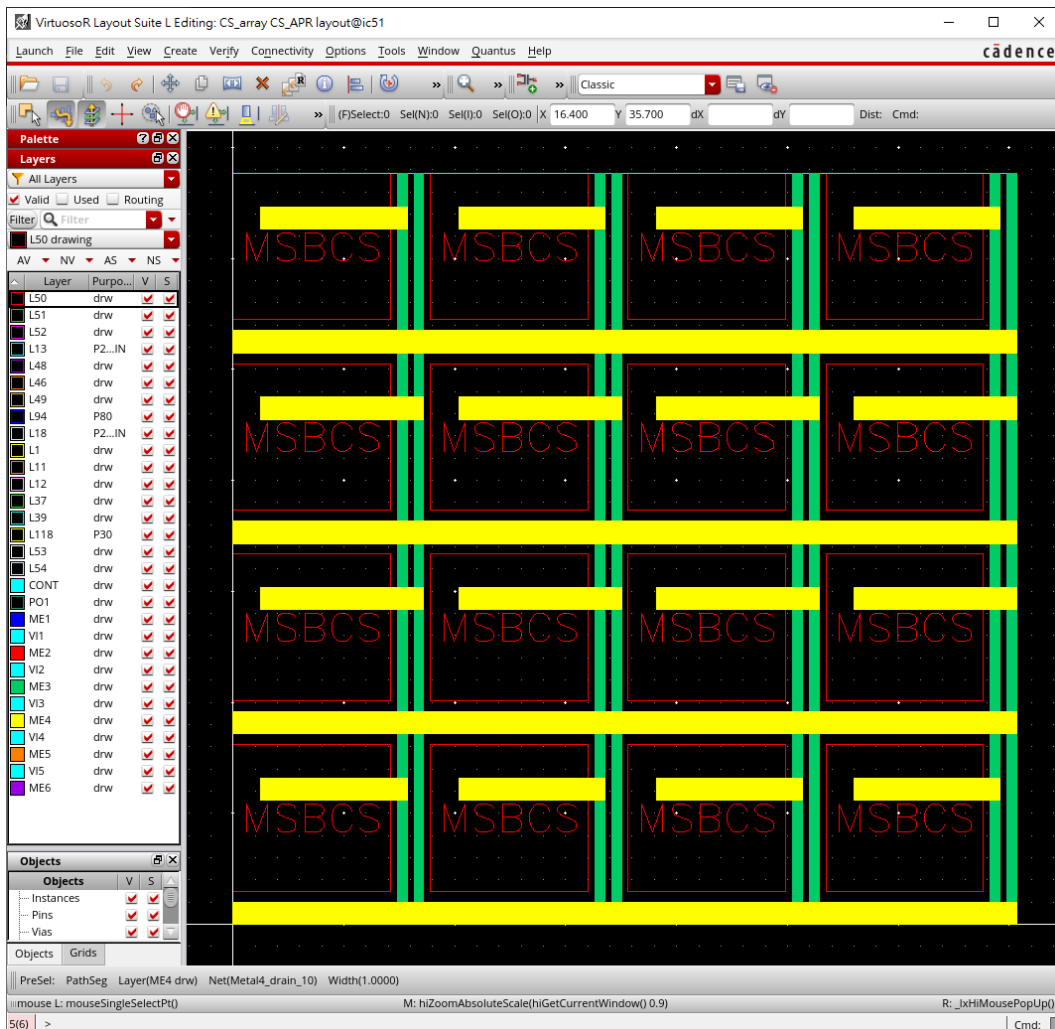 VirtuosoR Layout Suite L Editing: CS_array CS_APR layout@ic51
Launch File Edit View Create Verify Connectivity Options Tools Window Quantus Help
cādence
Classic
(F)Select:0 Sel(N):0 Sel(I):0 Sel(O):0 X 16.400 Y 35.700 dX dY Dist: Cmd:
Palette
Layers
All Layers
Valid Used Routing
Filter Filter
L50 drawing
AV NV AS NS
Layer Purpo... V S
L50 drw
L51 drw
L52 drw
L13 P2...IN
L48 drw
L46 drw
L49 drw
L94 P80
L18 P2...IN
L1 drw
L11 drw
L12 drw
L37 drw
L39 drw
L118 P30
L53 drw
L54 drw
CONT drw
PO1 drw
ME1 drw
VI1 drw
ME2 drw
VI2 drw
ME3 drw
VI3 drw
ME4 drw
VI4 drw
ME5 drw
VI5 drw
ME6 drw
Objects
Objects V S
Instances
Pins
Vias
Objects Grids
MSBCS MSBCS MSBCS MSBCS
MSBCS MSBCS MSBCS MSBCS
MSBCS MSBCS MSBCS MSBCS
MSBCS MSBCS MSBCS MSBCS
PreSel: PathSeg Layer(ME4 drw) Net(Metal4_drain_10) Width(1.0000)
mouse L: mouseSingleSelectPt() M: hiZoomAbsoluteScale(hiGetCurrentWindow() 0.9) R: _lxHiMousePopUp()
5(6) > Cmd: